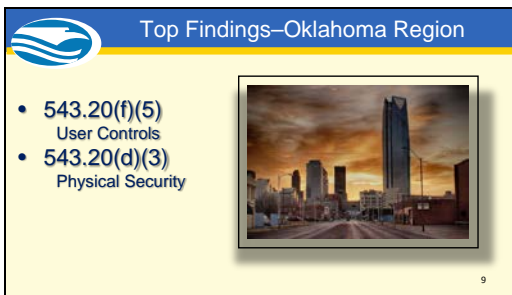 Top Findings–Oklahoma Region
• 543.20(f)(5)
User Controls
• 543.20(d)(3)
Physical Security
9